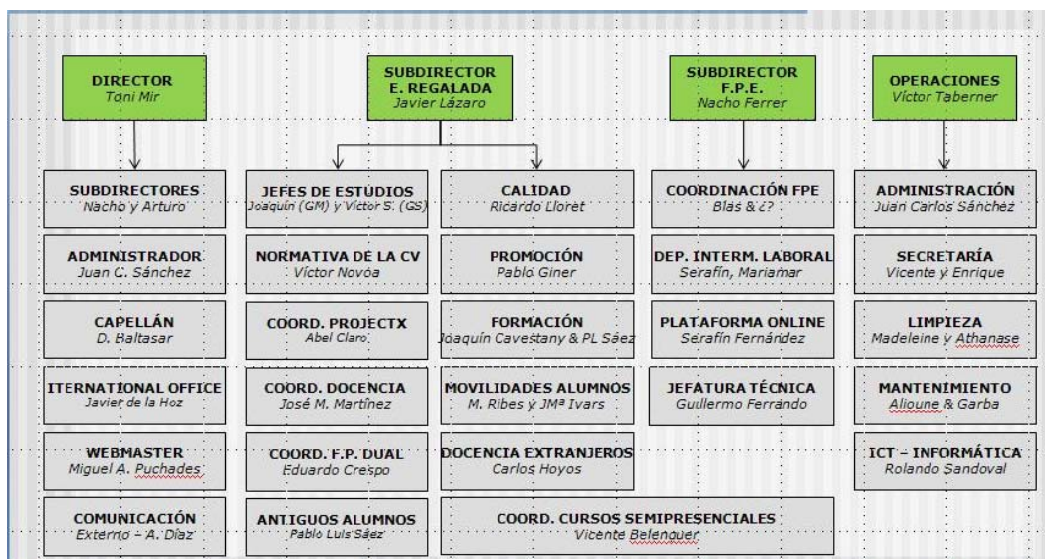 DIRECTOR
Toni Mir
SUBDIRECTOR
E. REGALADA
Javier Lázaro
SUBDIRECTOR
F.P.E.
Nacho Ferrer
OPERACIONES
Víctor Taberner
SUBDIRECTORES
Nacho y Arturo
JEFES DE ESTUDIOS
Joaquín (GM) y Víctor S. (GS)
CALIDAD
Ricardo Lloret
COORDINACIÓN FPE
Blas & ¿?
ADMINISTRACIÓN
Juan Carlos Sánchez
ADMINISTRADOR
Juan C. Sánchez
NORMATIVA DE LA CV
Víctor Novoa
PROMOCIÓN
Pablo Giner
DEP. INTERM. LABORAL
Serafín, Mariamar
SECRETARÍA
Vicente y Enrique
CAPELLÁN
D. Baltasar
COORD. PROJECTX
Abel Claro
FORMACIÓN
Joaquín Cavestany & PL Sáez
PLATAFORMA ONLINE
Serafín Fernández
LIMPIEZA
Madeleine y Athanase
ITERNATIONAL OFFICE
Javier de la Hoz
COORD. DOCENCIA
José M. Martínez
MOVILIDADES ALUMNOS
M. Ribes y JMª Ivars
JEFATURA TÉCNICA
Guillermo Ferrando
MANTENIMIENTO
Alioune & Garba
WEBMASTER
Miguel A. Puchades
COORD. F.P. DUAL
Eduardo Crespo
DOCENCIA EXTRANJEROS
Carlos Hoyos
ICT – INFORMÁTICA
Rolando Sandoval
COMUNICACIÓN
Externo – A. Díaz
ANTIGUOS ALUMNOS
Pablo Luis Sáez
COORD. CURSOS SEMIPRESENCIALES
Vicente Belenguer